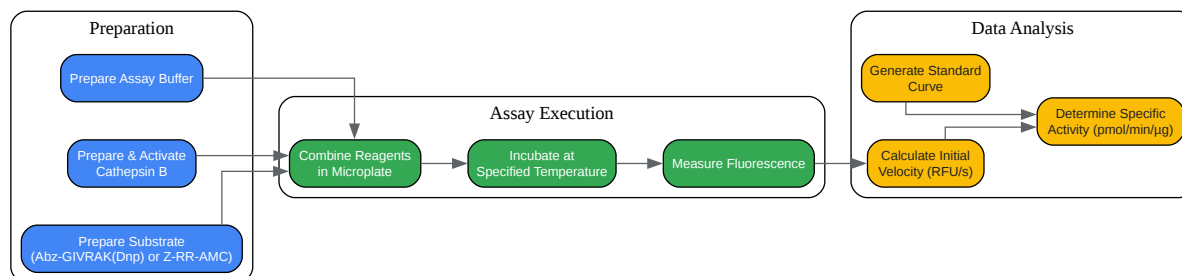 Preparation
Prepare Assay Buffer
Prepare & Activate
Cathepsin B
Prepare Substrate
(Abz-GIVRAK(Dnp) or Z-RR-AMC)
Assay Execution
Combine Reagents
in Microplate
Incubate at
Specified Temperature
Measure Fluorescence
Data Analysis
Generate Standard
Curve
Calculate Initial
Velocity (RFU/s)
Determine Specific
Activity (pmol/min/µg)